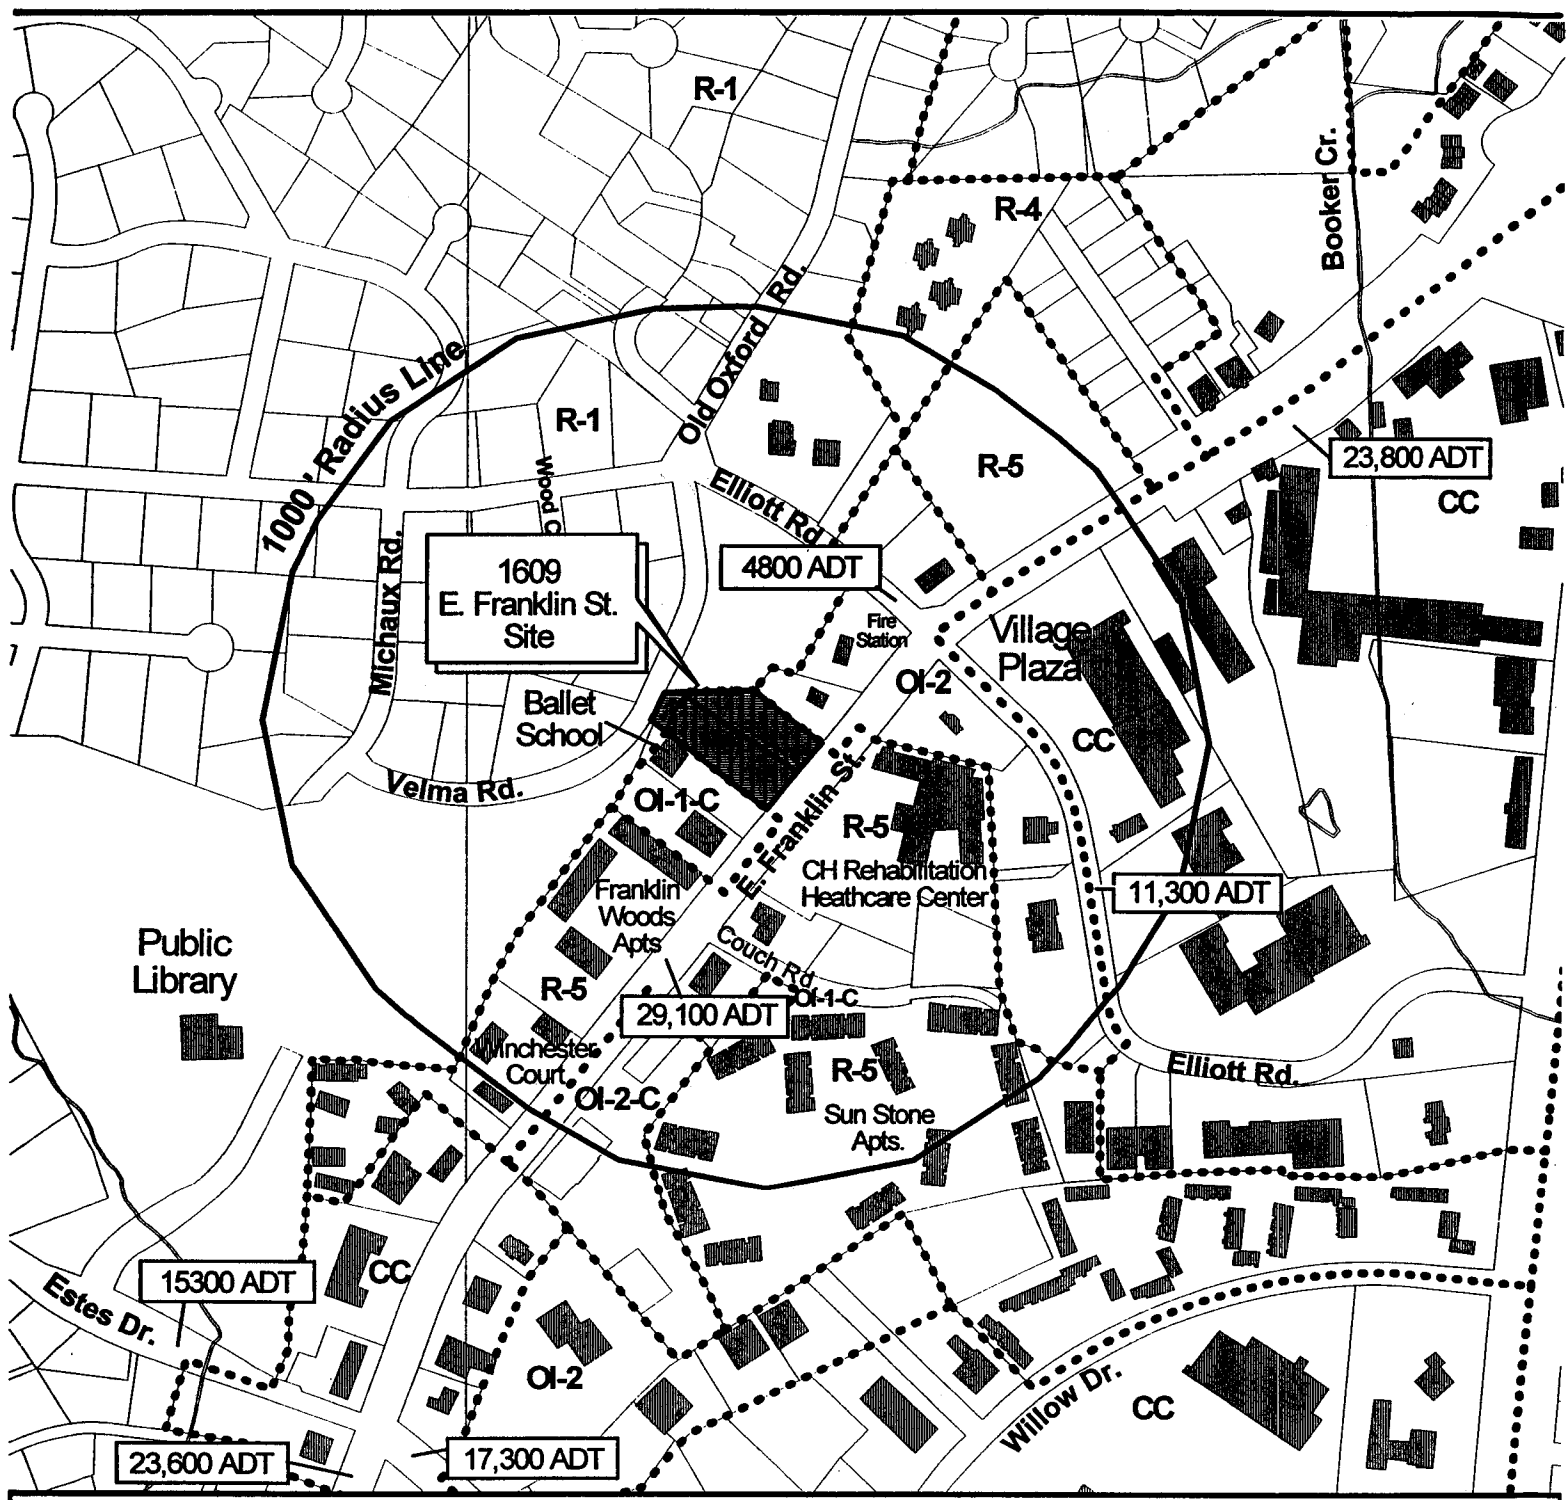 R-1
R-4
Booker Cr.
Old Oxford Rd.
1000 ' Radius Line
R-1
R-5
23,800 ADT
CC
Wood C
Elliott Rd
Michaux Rd.
1609
E. Franklin St.
Site
4800 ADT
Fire
Station
Village
Plaza
OI-2
Ballet
School
CC
Velma Rd.
OI-1-C
E. Franklin St.
R-5
CH Rehabilitation
Heathcare Center
11,300 ADT
Franklin
Woods
Apts
Public
Library
Couch Rd
R-5
OI-1-C
29,100 ADT
Winchester
Court
R-5
Elliott Rd.
OI-2-C
Sun Stone
Apts.
15300 ADT
CC
Estes Dr.
OI-2
Willow Dr.
CC
23,600 ADT
17,300 ADT